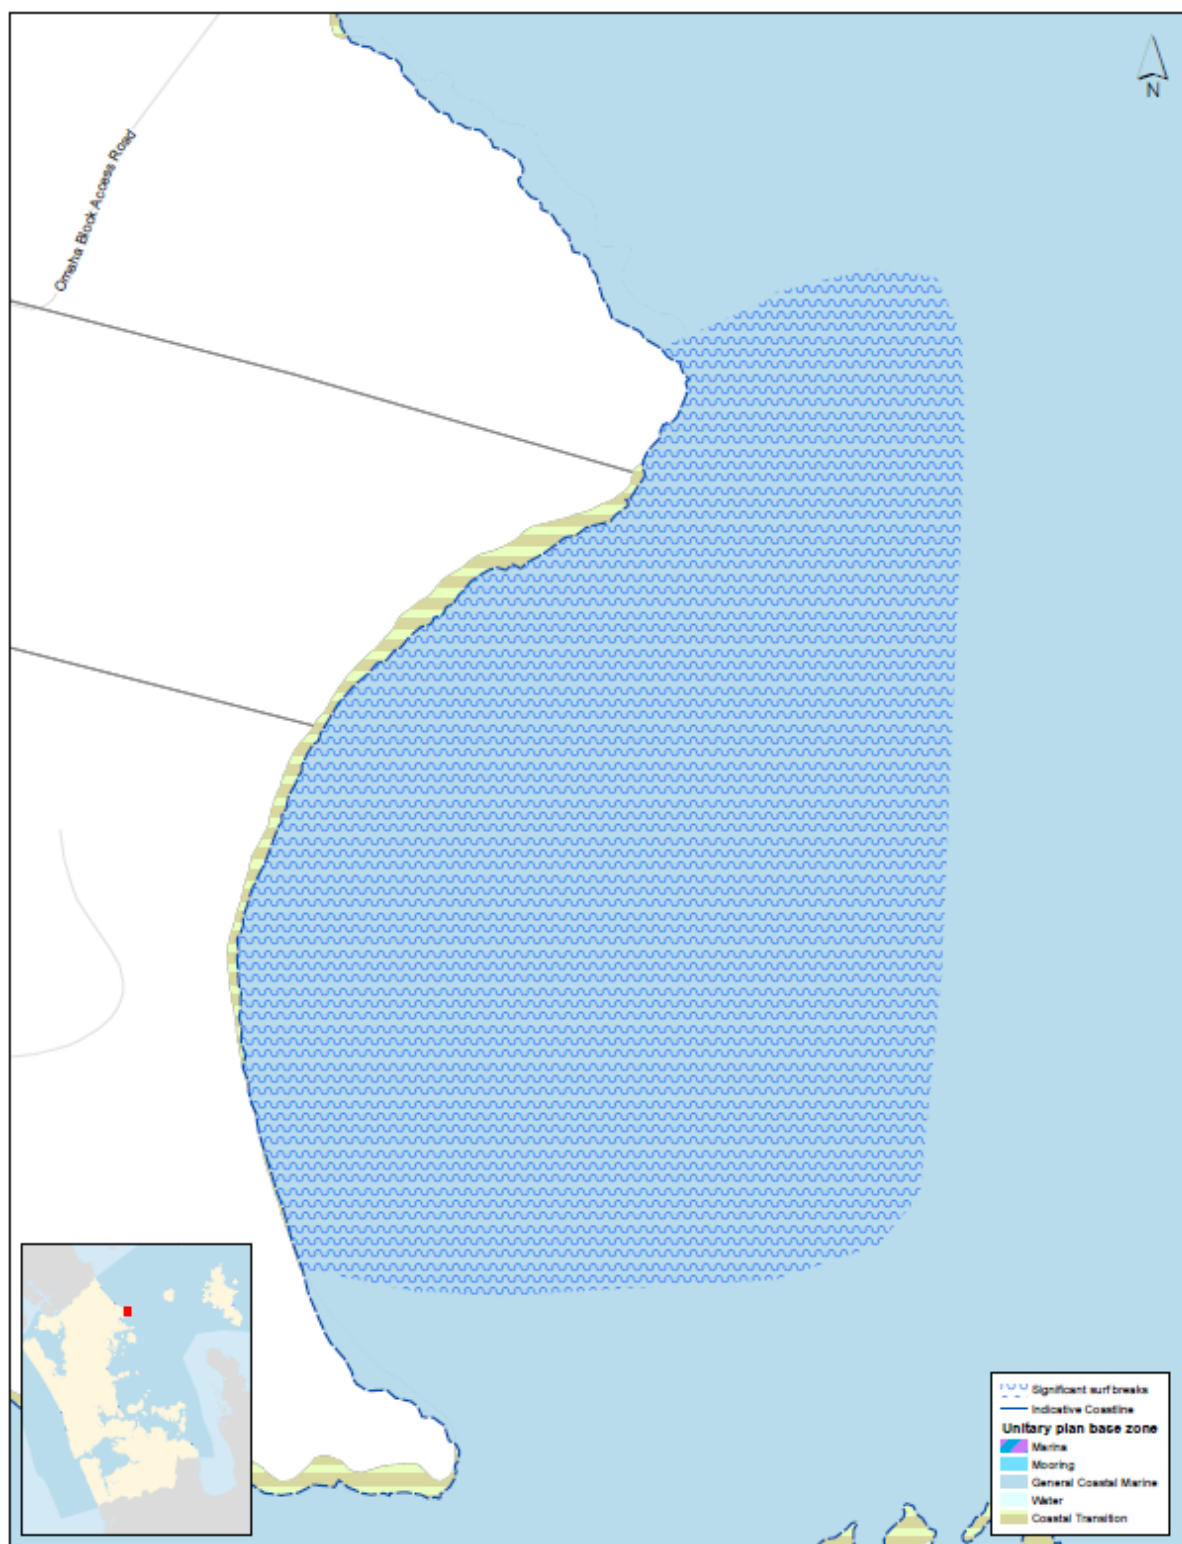 N
Omaha Block Access Road
Significant surf breaks
Indicative Coastline
Unitary plan base zone
Marina
Mooring
General Coastal Marine
Water
Coastal Transition